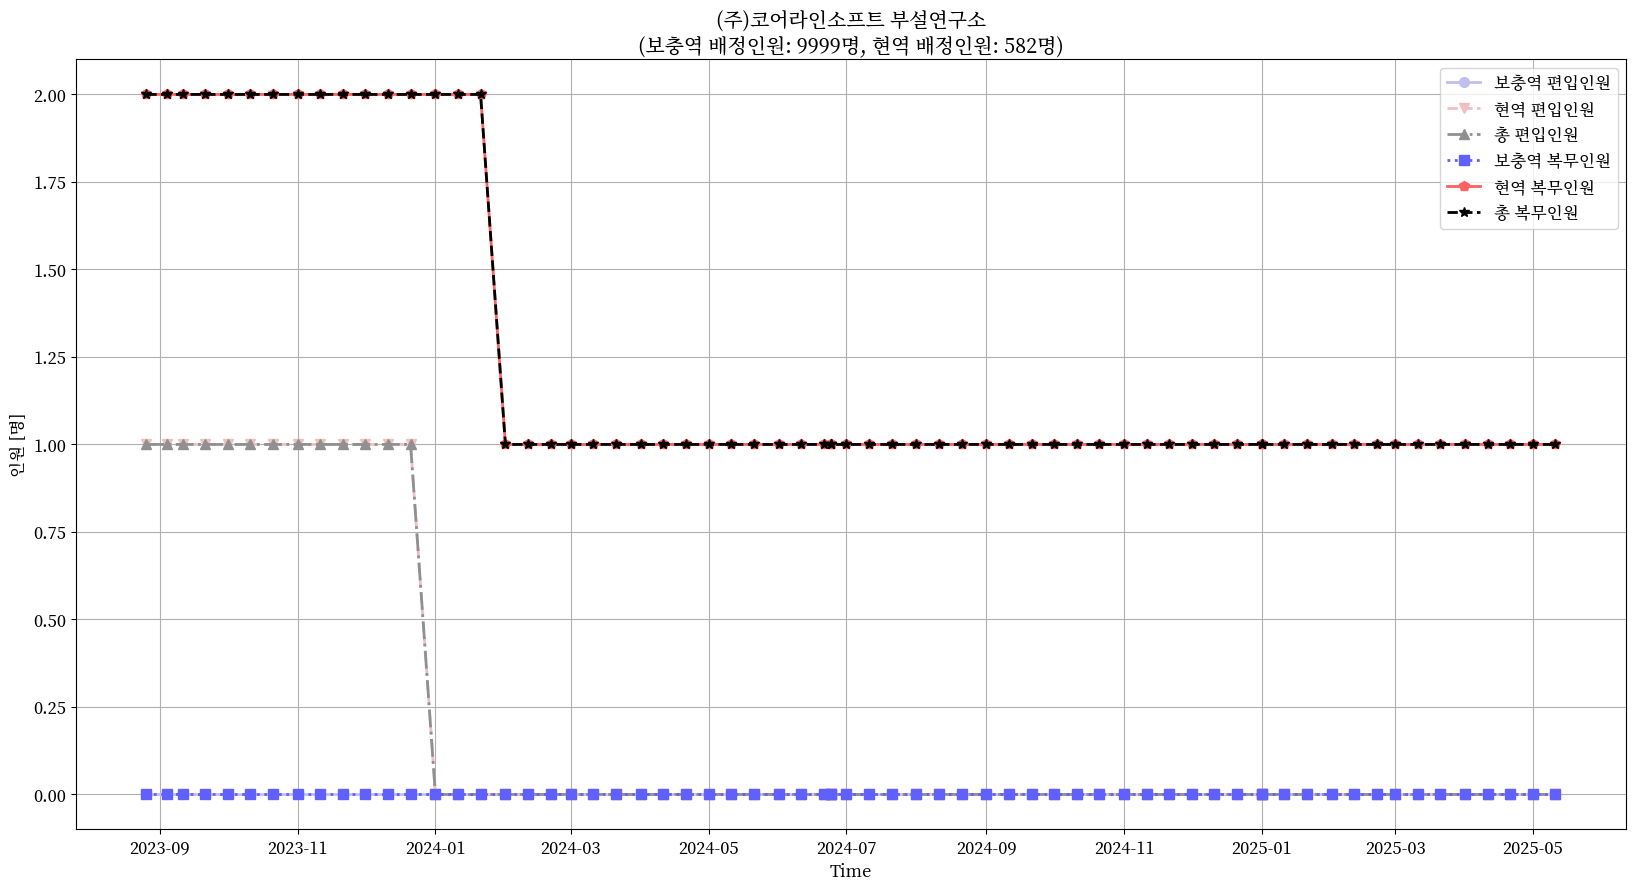 (주)코어라인소프트 부설연구소
(보충역 배정인원: 9999명, 현역 배정인원: 582명)
보충역 편입인원
현역 편입인원
총 편입인원
보충역 복무인원
현역 복무인원
총 복무인원
인원 [명]
2.00
1.75
1.50
1.25
1.00
0.75
0.50
0.25
0.00
2023-09 2023-11 2024-01 2024-03 2024-05 2024-07 2024-09 2024-11 2025-01 2025-03 2025-05
Time